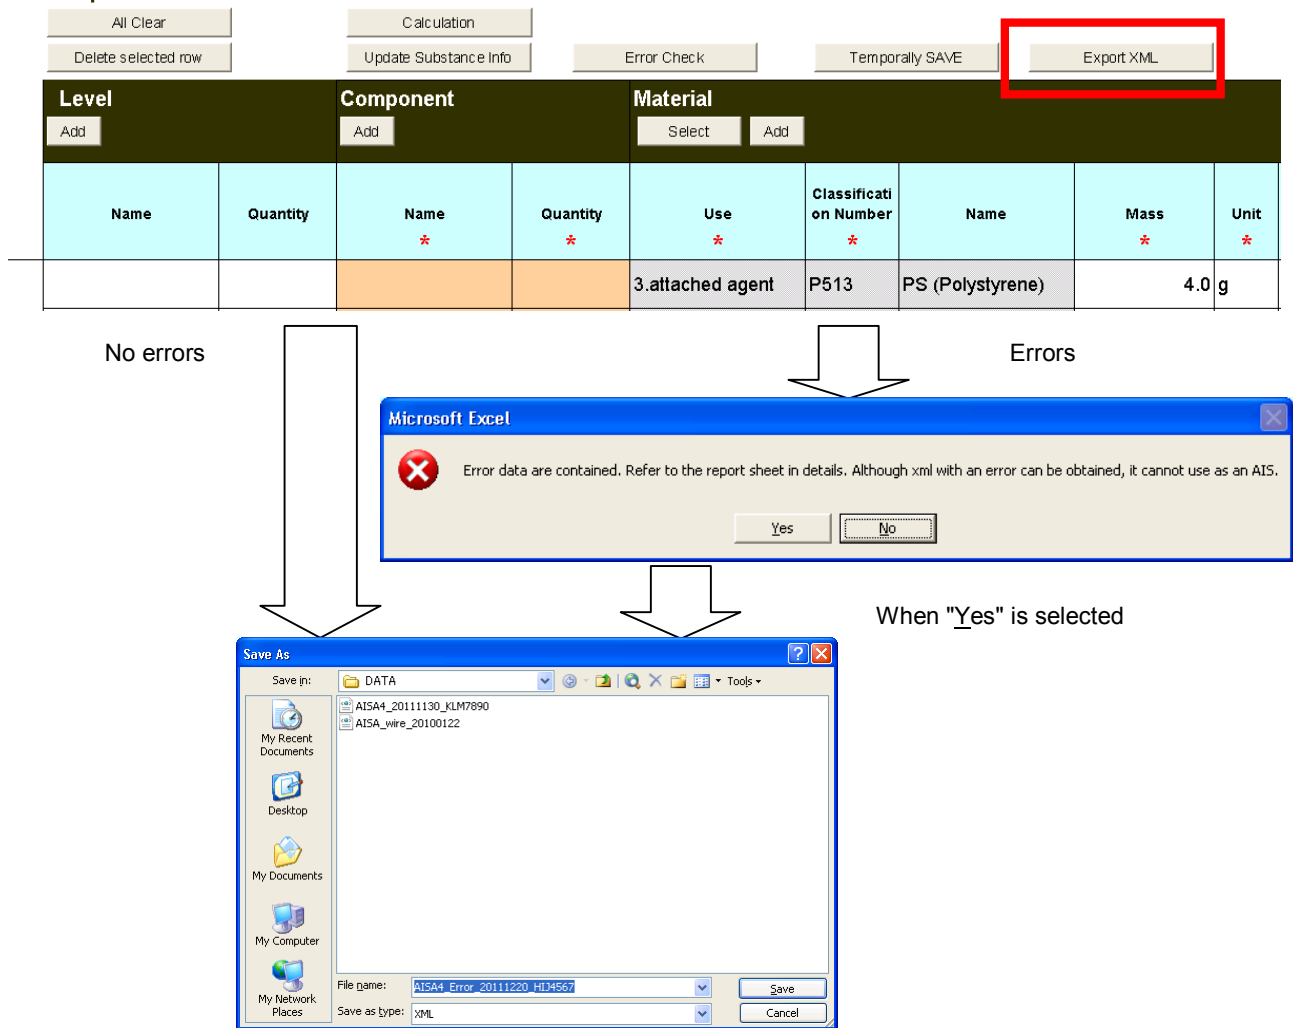 All Clear
Calculation
Delete selected row
Update Substance Info
Error Check
Temporally SAVE
Export XML
Level
Component
Material
Add
Add
Select
Add
Name
Quantity
Name
*
Quantity
*
Use
*
Classificati
on Number
*
Name
Mass
*
Unit
*
3.attached agent
P513
PS (Polystyrene)
4.0
g
No errors
Errors
Microsoft Excel
Error data are contained. Refer to the report sheet in details. Although xml with an error can be obtained, it cannot use as an AIS.
Yes
No
When "Yes" is selected
Save As
Save in:
DATA
Tools
AISA4_20111130_KLM7890
AISA_wire_20100122
My Recent
Documents
Desktop
My Documents
My Computer
My Network
Places
File name:
AISA4_Error_20111220_HIJ4567
Save
Save as type:
XML
Cancel